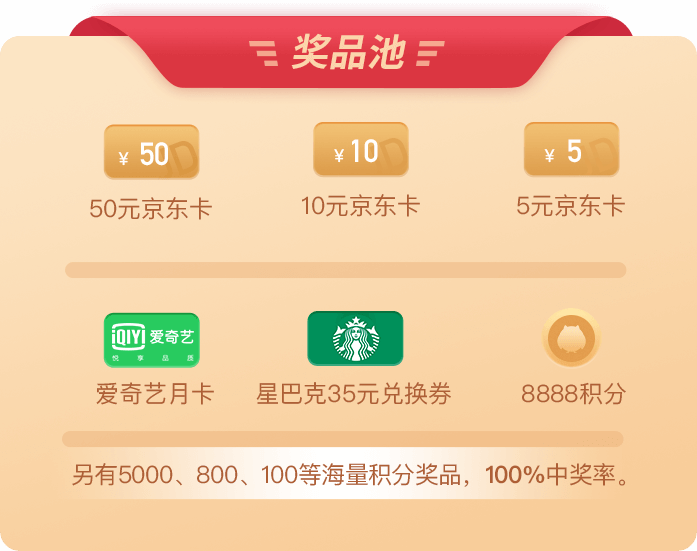 奖品池
¥ 50
¥ 10
¥ 5
50元京东卡
10元京东卡
5元京东卡
iQIYI 爱奇艺
悦享品质
爱奇艺月卡
星巴克35元兑换券
8888积分
另有5000、800、100等海量积分奖品，100%中奖率。